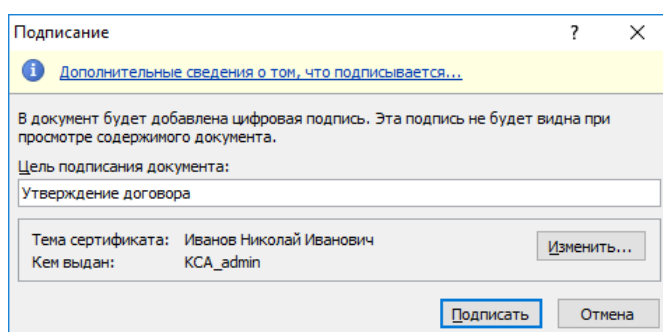 Подписание ?
Дополнительные сведения о том, что подписывается...
В документ будет добавлена цифровая подпись. Эта подпись не будет видна при
просмотре содержимого документа.
Цель подписания документа:
Утверждение договора
Тема сертификата: Иванов Николай Иванович
Изменить...
Кем выдан: KCA_admin
Подписать Отмена